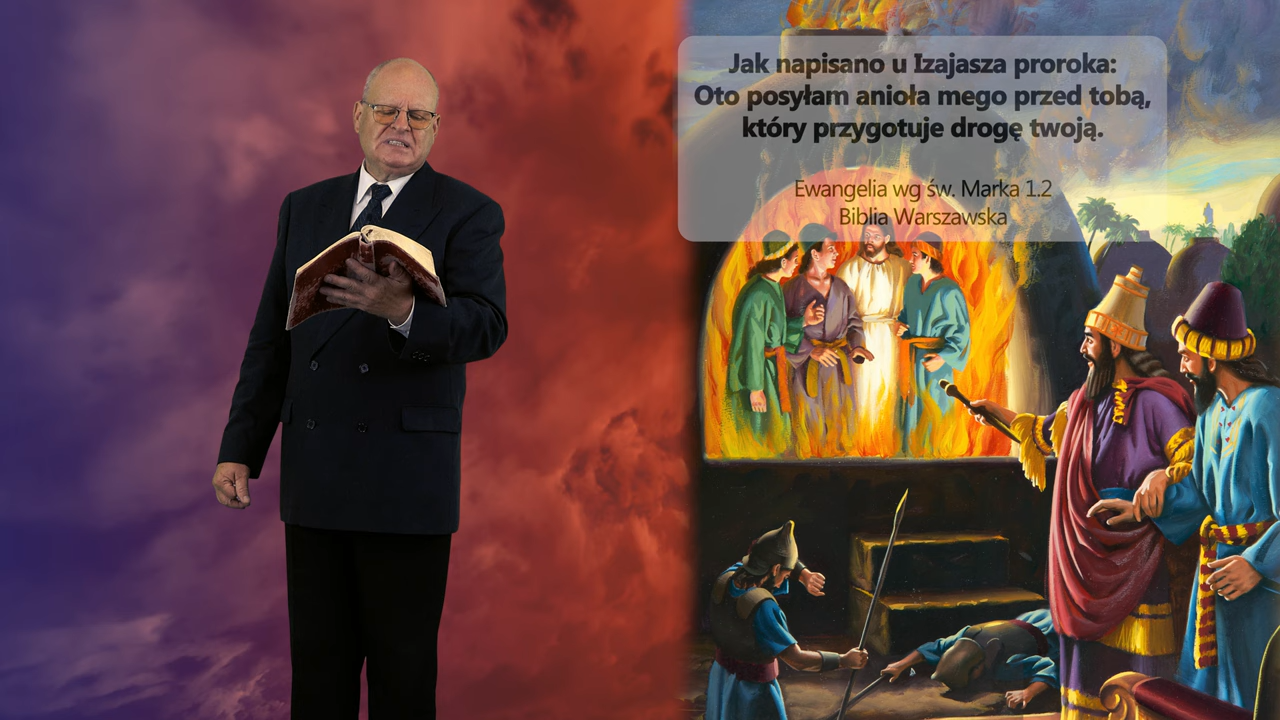 Jak napisano u Izajasza proroka:
Oto posyłam anioła mego przed tobą,
który przygotuje drogę twoją.
Ewangelia wg św. Marka 1.2
Biblia Warszawska